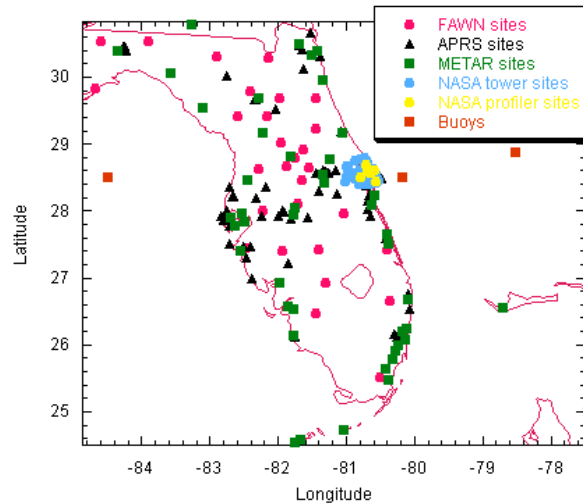 FAWN sites
APRS sites
METAR sites
NASA tower sites
NASA profiler sites
Buoys
30
29
28
27
26
25
Latitude
-84 -83 -82 -81 -80 -79 -78
Longitude